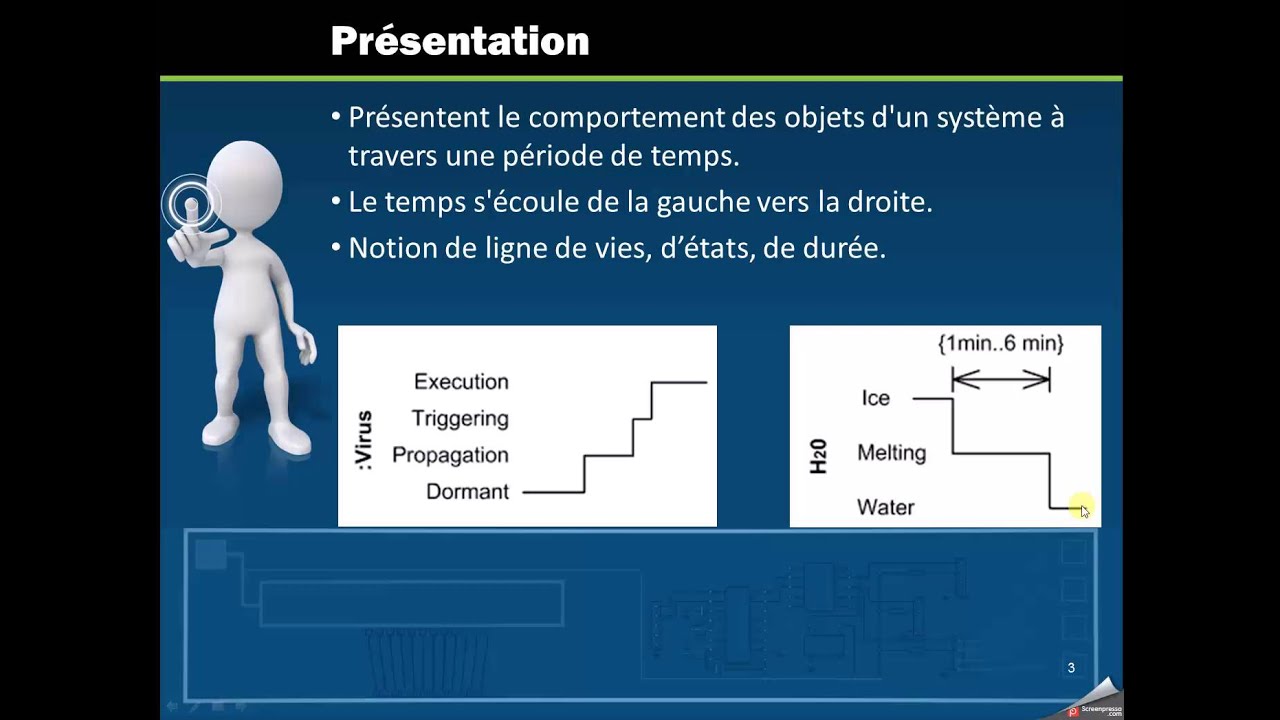 Présentation
• Présentent le comportement des objets d'un système à
travers une période de temps.
• Le temps s'écoule de la gauche vers la droite.
• Notion de ligne de vies, d’états, de durée.
:Virus
Execution
Triggering
Propagation
Dormant
{1min..6 min}
H20
Ice
Melting
Water
3
Screenpresso
.com